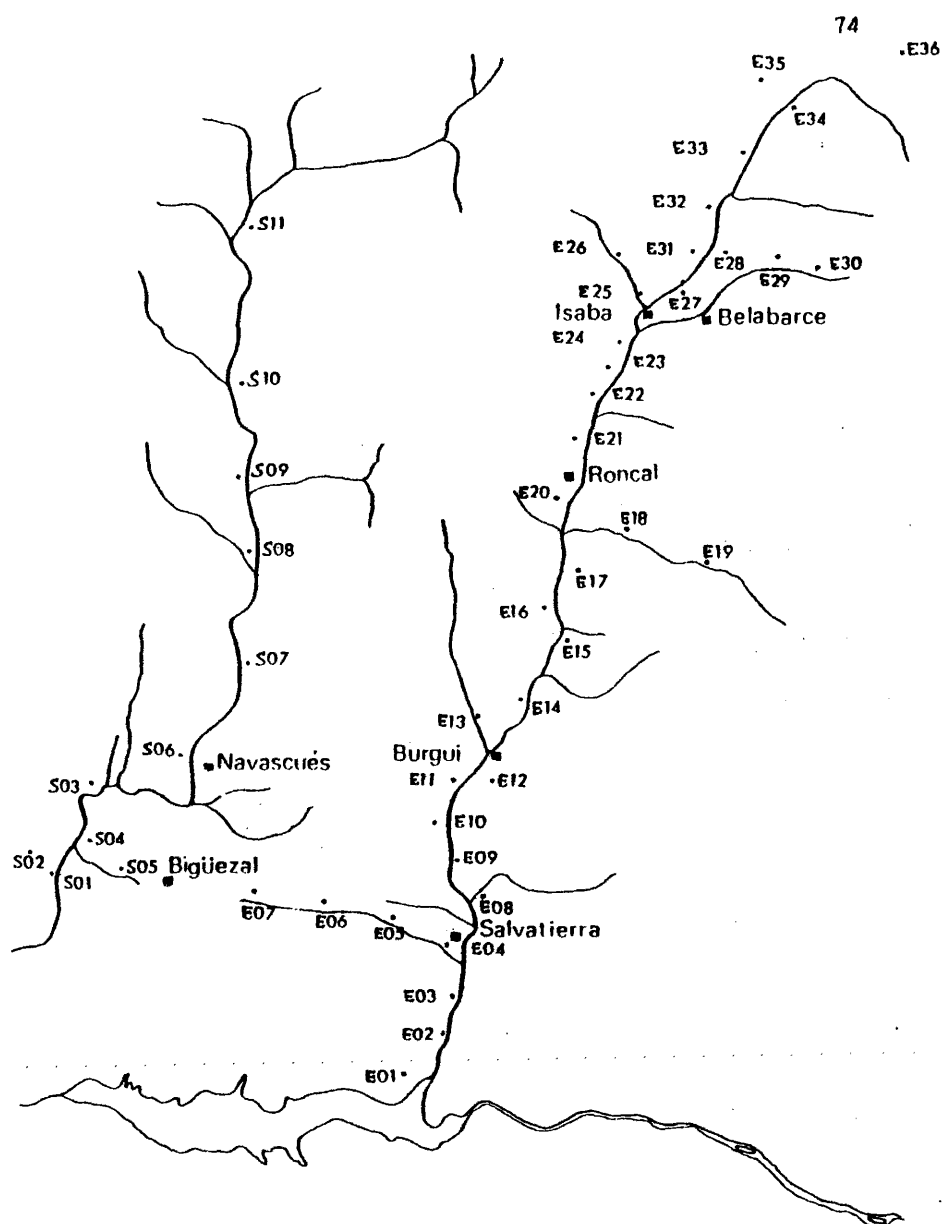 74
E36
E35
E34
E33
E32
S11
E26
E31
E28
E30
E29
E25
E27
Isaba
Belabarce
E24
E23
S10
E22
E21
S09
Roncal
E20
E18
S08
E19
E17
E16
E15
S07
E14
E13
S06
Burgui
Navascués
S03
E11
E12
E10
S04
S02
E09
S05
Bigüezal
S01
E08
E07
E06
E05
Salvatierra
E04
E03
E02
E01